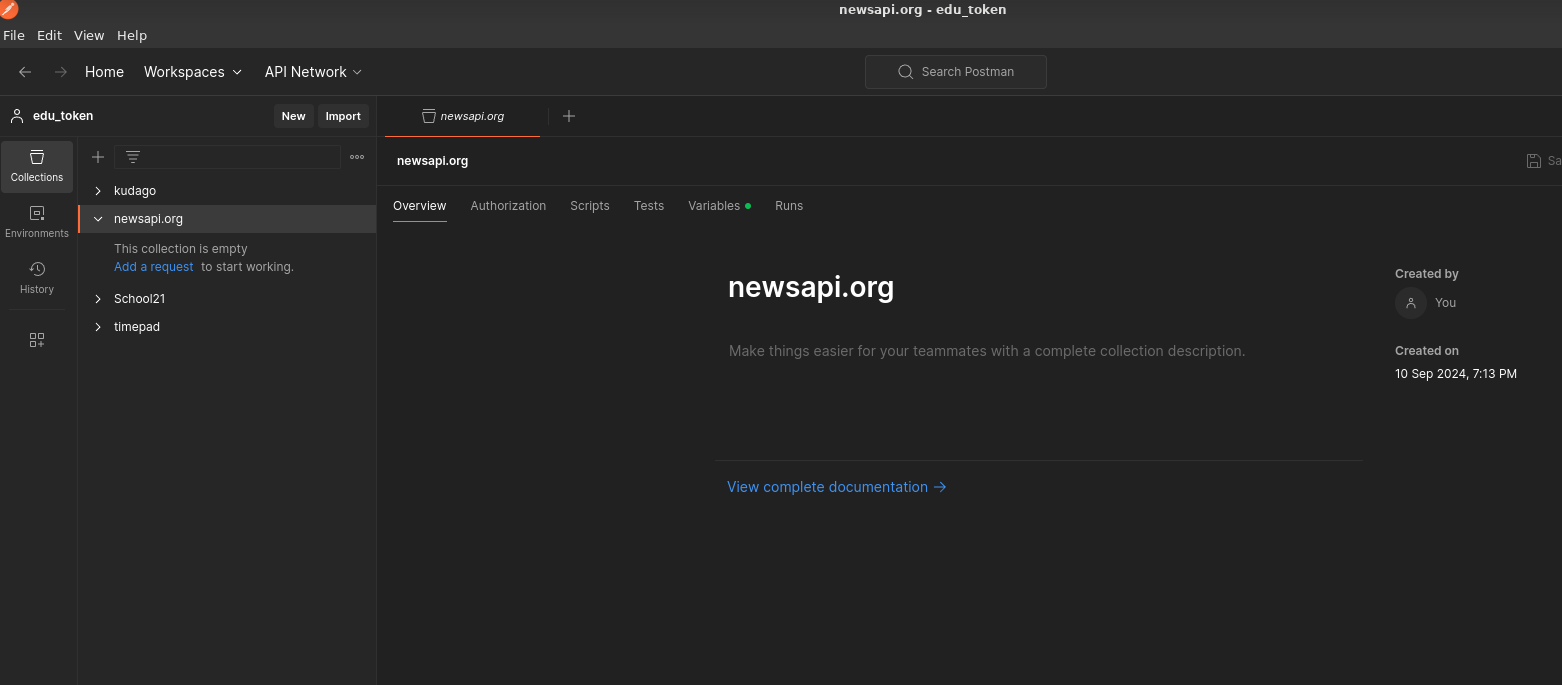 newsapi.org - edu_token
File Edit View Help
Home Workspaces API Network Search Postman
edu_token New Import
newsapi.org
newsapi.org
Collections
Environments
History
kudago
newsapi.org
This collection is empty
Add a request to start working.
School21
timepad
Overview Authorization Scripts Tests Variables Runs
newsapi.org
Make things easier for your teammates with a complete collection description.
View complete documentation →
Created by
You
Created on
10 Sep 2024, 7:13 PM